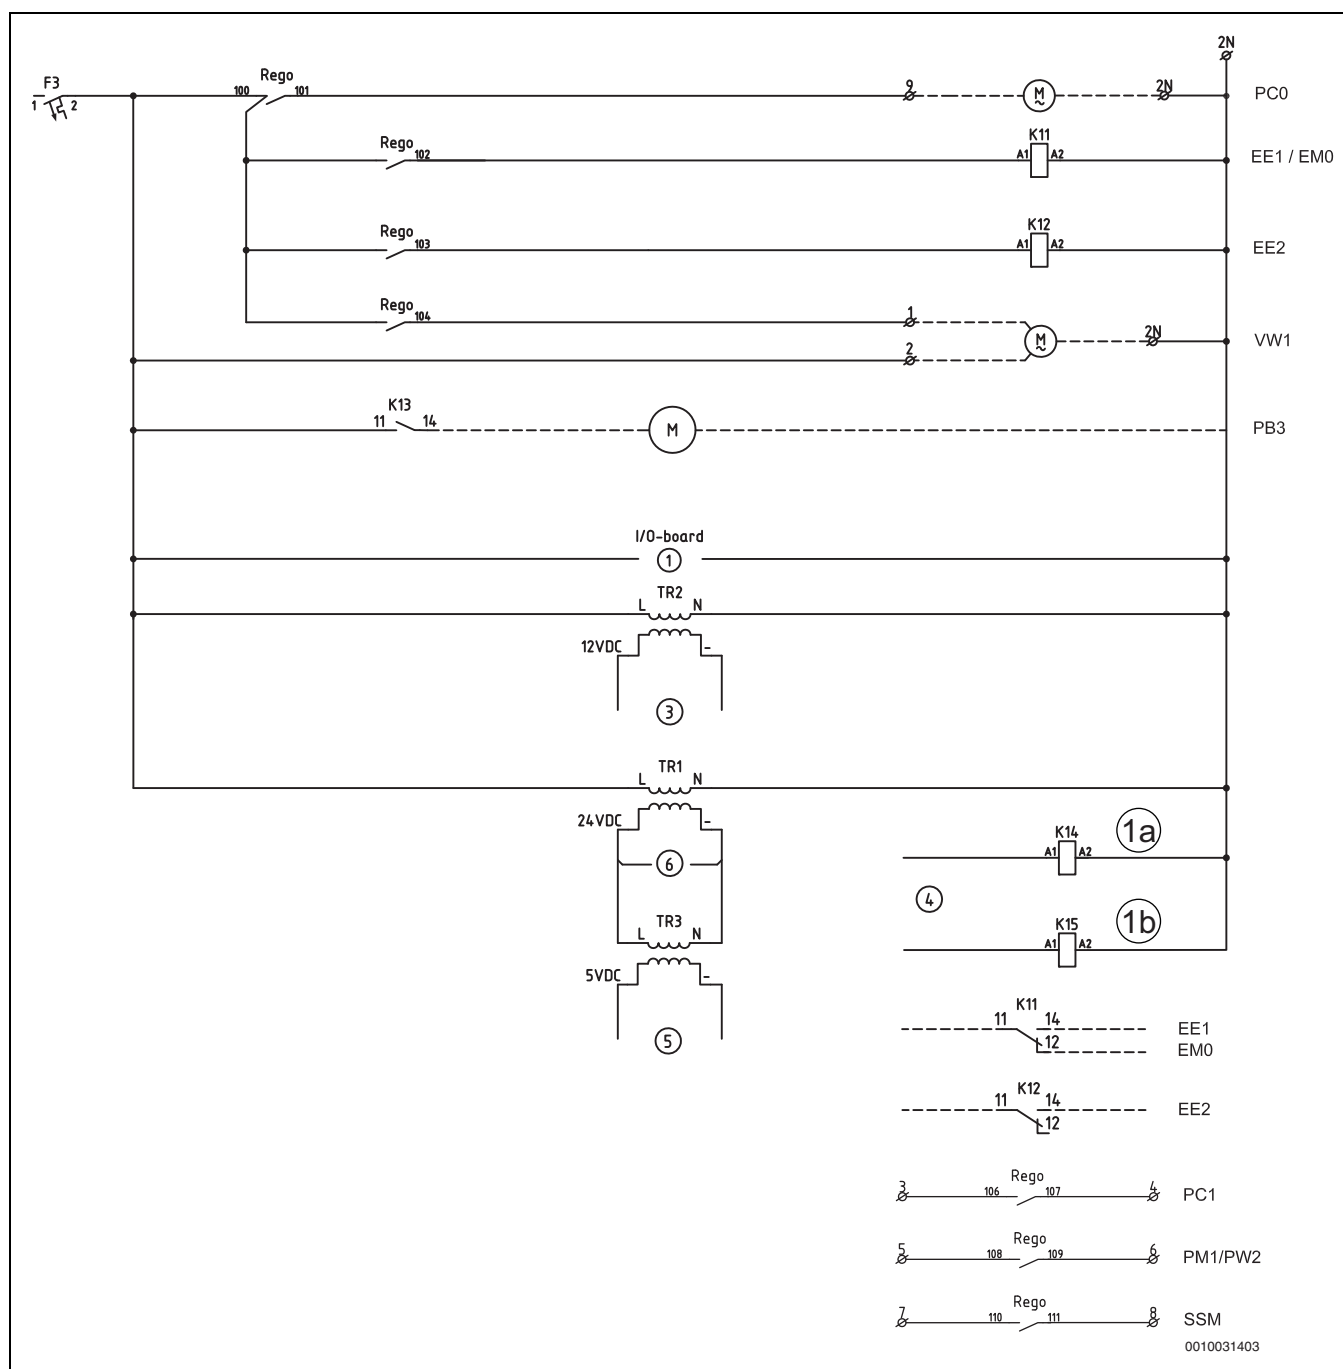 2N
F3
1 2
100 Rego 101
9
M
~
2N
PC0
Rego
102
K11
A1 A2
EE1 / EM0
Rego
103
K12
A1 A2
EE2
Rego
104
1
2
M
~
2N
VW1
K13
11 14
M
PB3
I/O-board
1
TR2
L N
12VDC -
3
TR1
L N
24VDC -
6
TR3
L N
5VDC -
5
K14
A1 A2
1a
4
K15
A1 A2
1b
K11
11 14
12
EE1
EM0
K12
11 14
12
EE2
Rego
3 106 107 4
PC1
Rego
5 108 109 6
PM1/PW2
Rego
7 110 111 8
SSM
0010031403